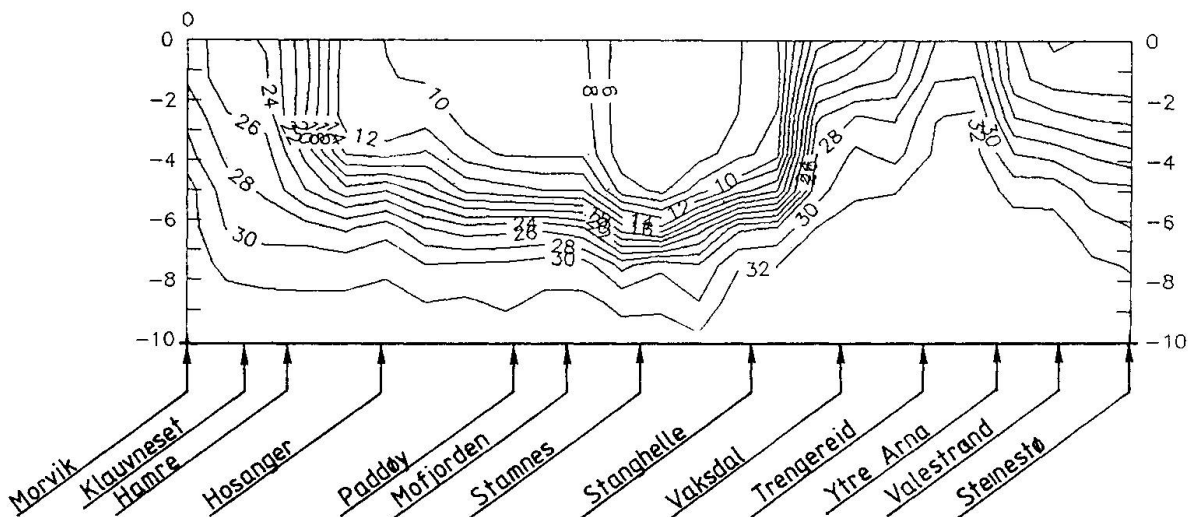 0
0
0
-2
-2
-4
-4
-6
-6
-8
-8
-10
-10
24
26
28
30
12
10
8
6
24
26
28
30
14
16
12
10
32
30
28
30
32
Morvik
Klauvneset
Hamre
Hosanger
Paddøy
Mofjorden
Stamnes
Stanghelle
Vaksdal
Trengereid
Ytre Arna
Valestrand
Steinestø